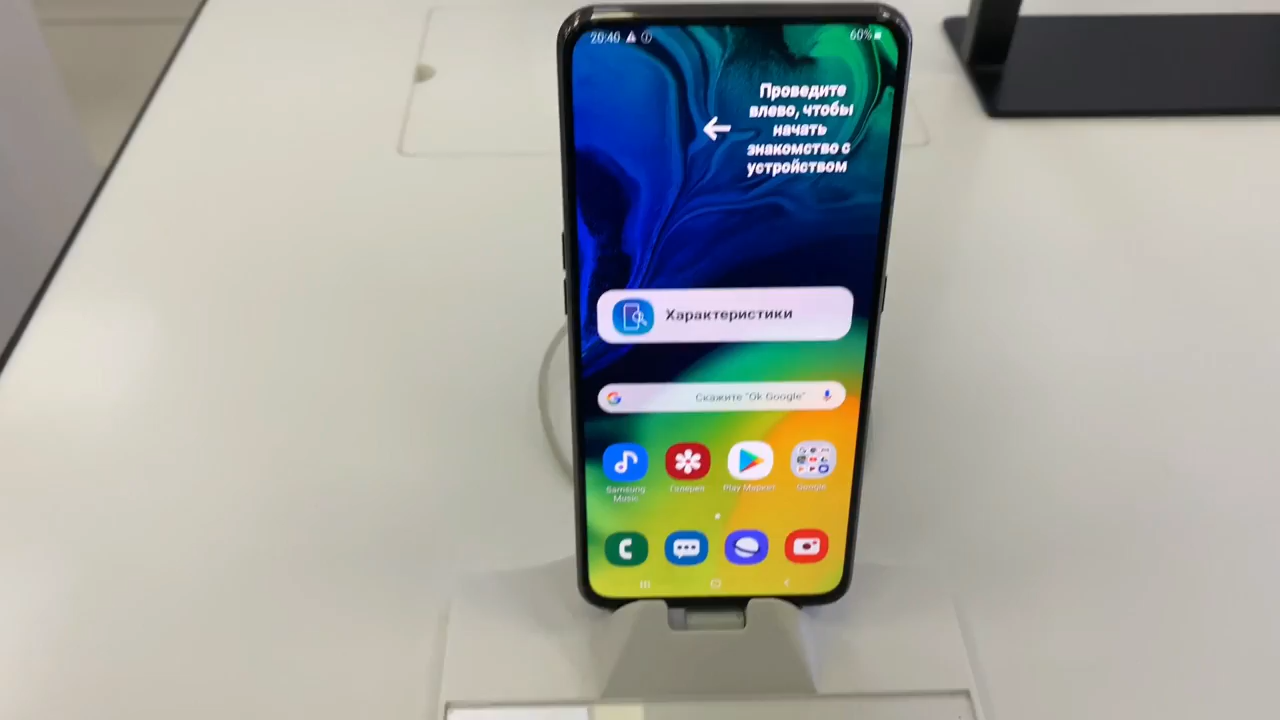 20:40
60%
Проведите
влево, чтобы
начать
знакомство с
устройством
Характеристики
Скажите "Ok Google"
Samsung
Music
Галерея
Play Маркет
Google